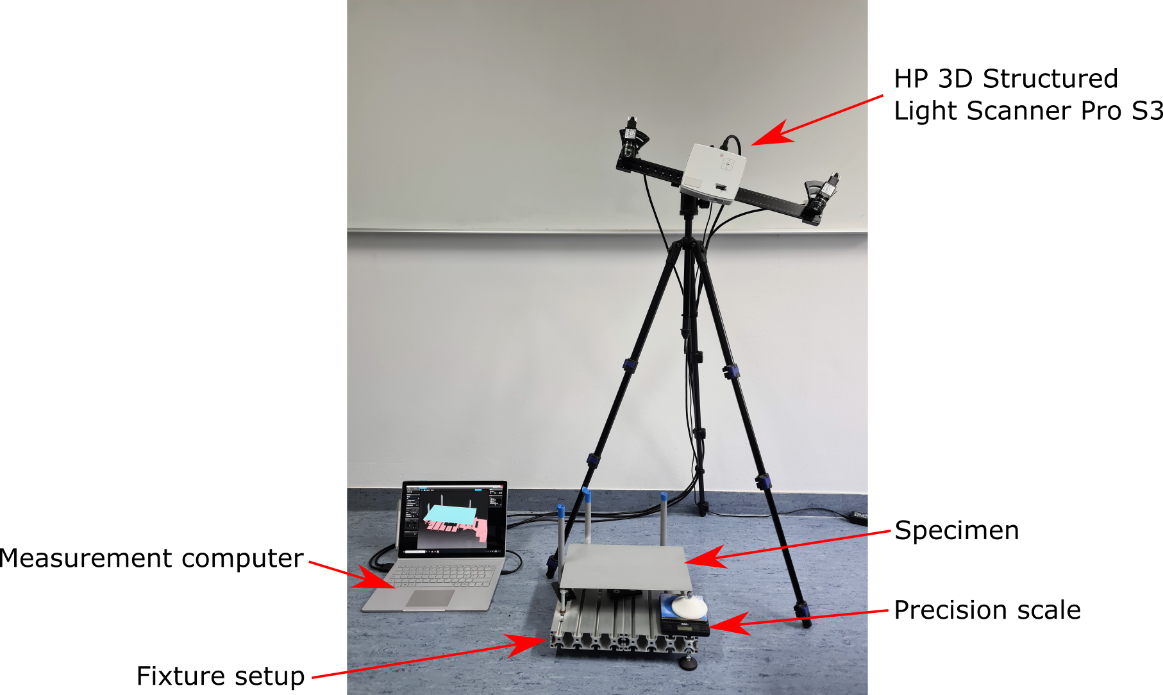 HP 3D Structured
Light Scanner Pro S3
Specimen
Measurement computer
Precision scale
Fixture setup